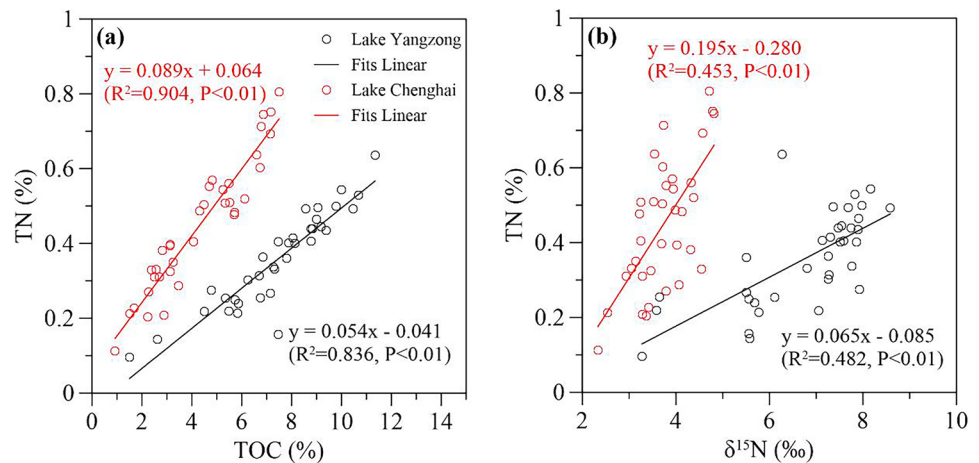 (a)
Lake Yangzong
Fits Linear
Lake Chenghai
Fits Linear
y = 0.089x + 0.064
(R²=0.904, P<0.01)
y = 0.054x - 0.041
(R²=0.836, P<0.01)
1
0.8
0.6
0.4
0.2
0
TN (%)
0 2 4 6 8 10 12 14
TOC (%)
(b)
y = 0.195x - 0.280
(R²=0.453, P<0.01)
y = 0.065x - 0.085
(R²=0.482, P<0.01)
1
0.8
0.6
0.4
0.2
0
TN (%)
2 4 6 8 10
δ¹⁵N (‰)